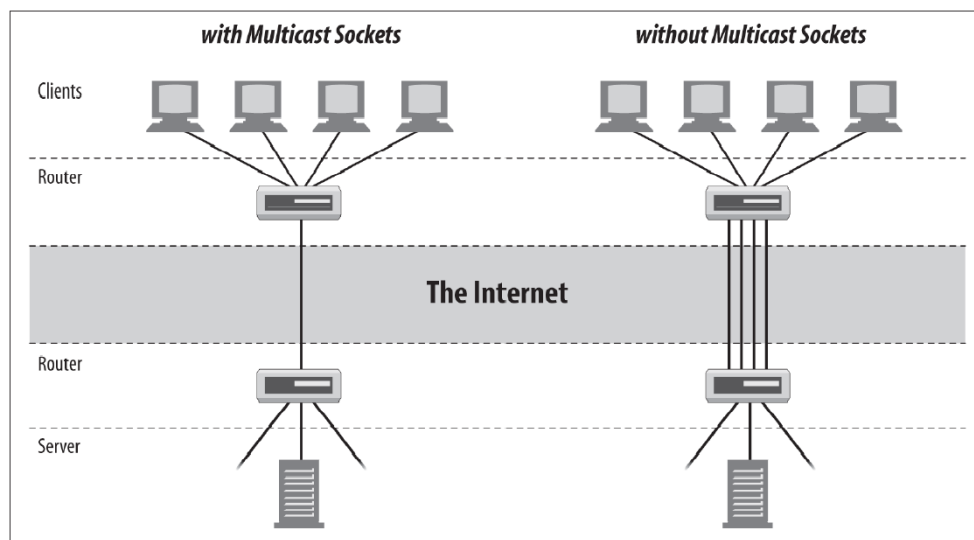 with Multicast Sockets
without Multicast Sockets
Clients
Router
The Internet
Router
Server